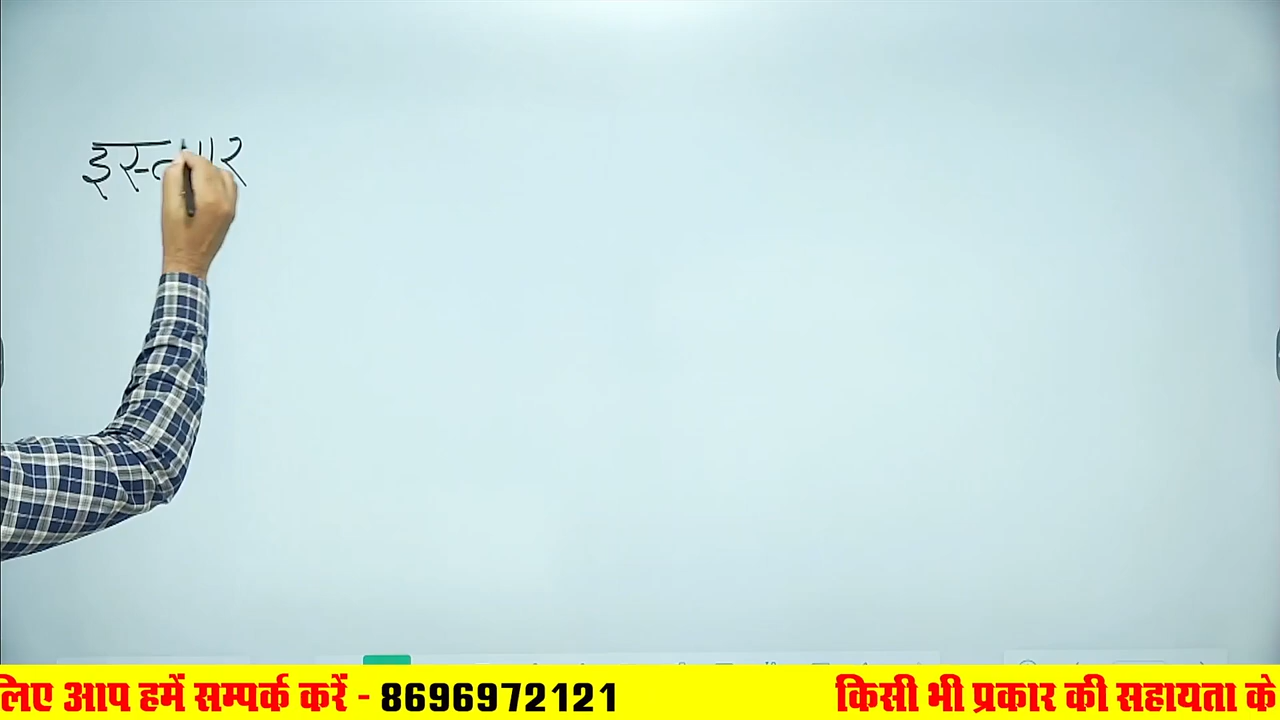 लिए आप हमें सम्पर्क करें - 8696972121 किसी भी प्रकार की सहायता के